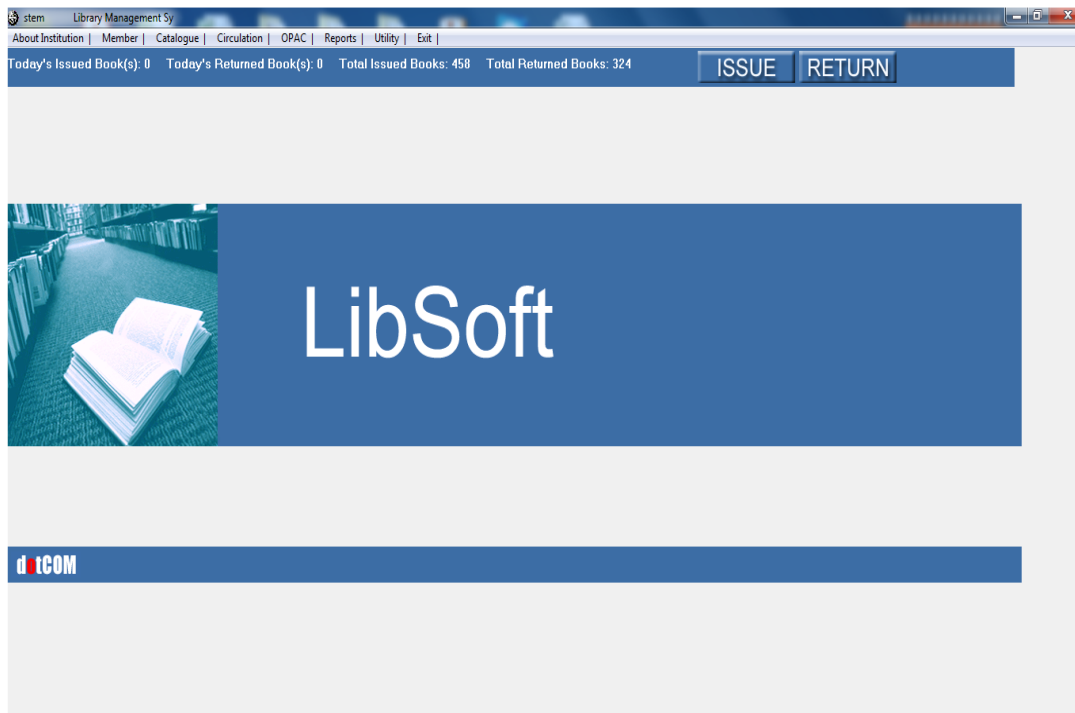 stem Library Management Sy
About Institution | Member | Catalogue | Circulation | OPAC | Reports | Utility | Exit |
Today's Issued Book(s): 0 Today's Returned Book(s): 0 Total Issued Books: 458 Total Returned Books: 324 ISSUE RETURN
LibSoft
dotCOM